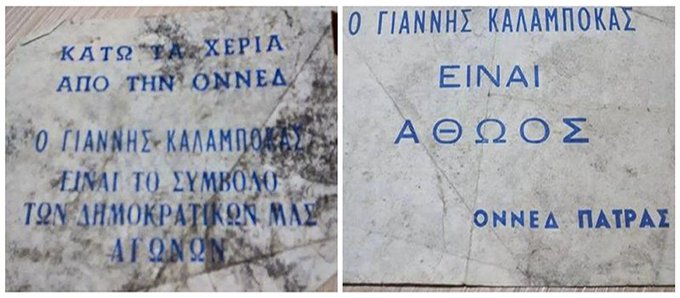 ΚΑΤΩ ΤΑ ΧΕΡΙΑ
ΑΠΟ ΤΗΝ ΟΝΝΕΔ
Ο ΓΙΑΝΝΗΣ ΚΑΛΑΜΠΟΚΑΣ
ΕΙΝΑΙ ΤΟ ΣΥΜΒΟΛΟ
ΤΩΝ ΔΗΜΟΚΡΑΤΙΚΩΝ ΜΑΣ
ΑΓΩΝΩΝ
Ο ΓΙΑΝΝΗΣ ΚΑΛΑΜΠΟΚΑΣ
ΕΙΝΑΙ
ΑΘΩΟΣ
ΟΝΝΕΔ ΠΑΤΡΑΣ